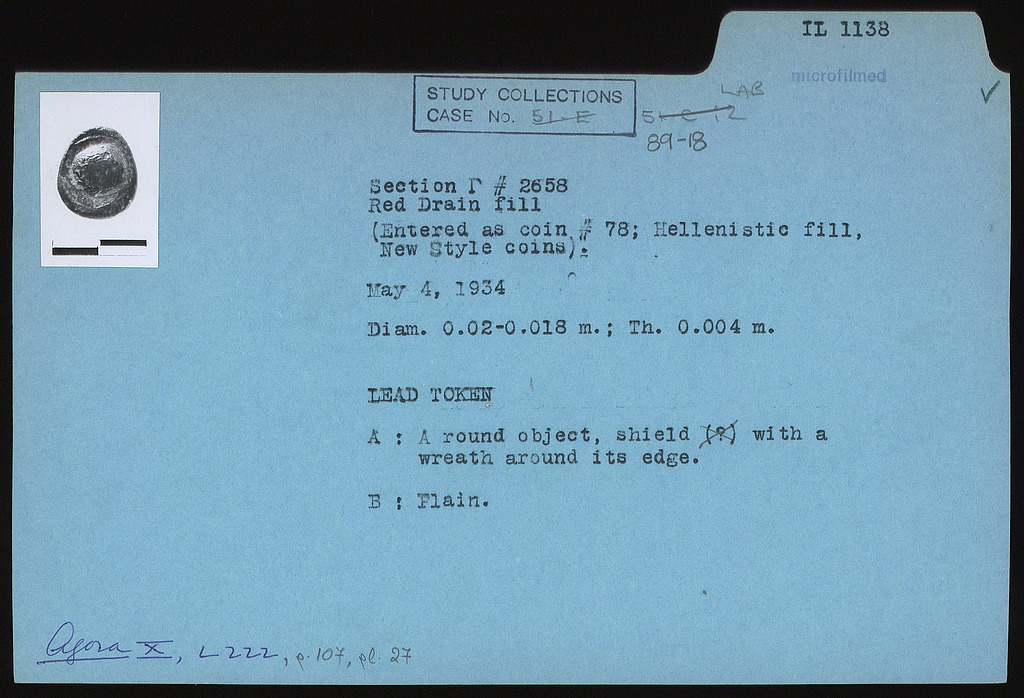 IL 1138
microfilmed
✓
STUDY COLLECTIONS
CASE No. 51-E
LAB
89-18
Section Γ # 2658
Red Drain fill
(Entered as coin # 78; Hellenistic fill,
New Style coins).
May 4, 1934
Diam. 0.02-0.018 m.; Th. 0.004 m.
LEAD TOKEN
A : A round object, shield (?) with a
wreath around its edge.
B : Plain.
Agora X, L 222, p. 107, pl. 27